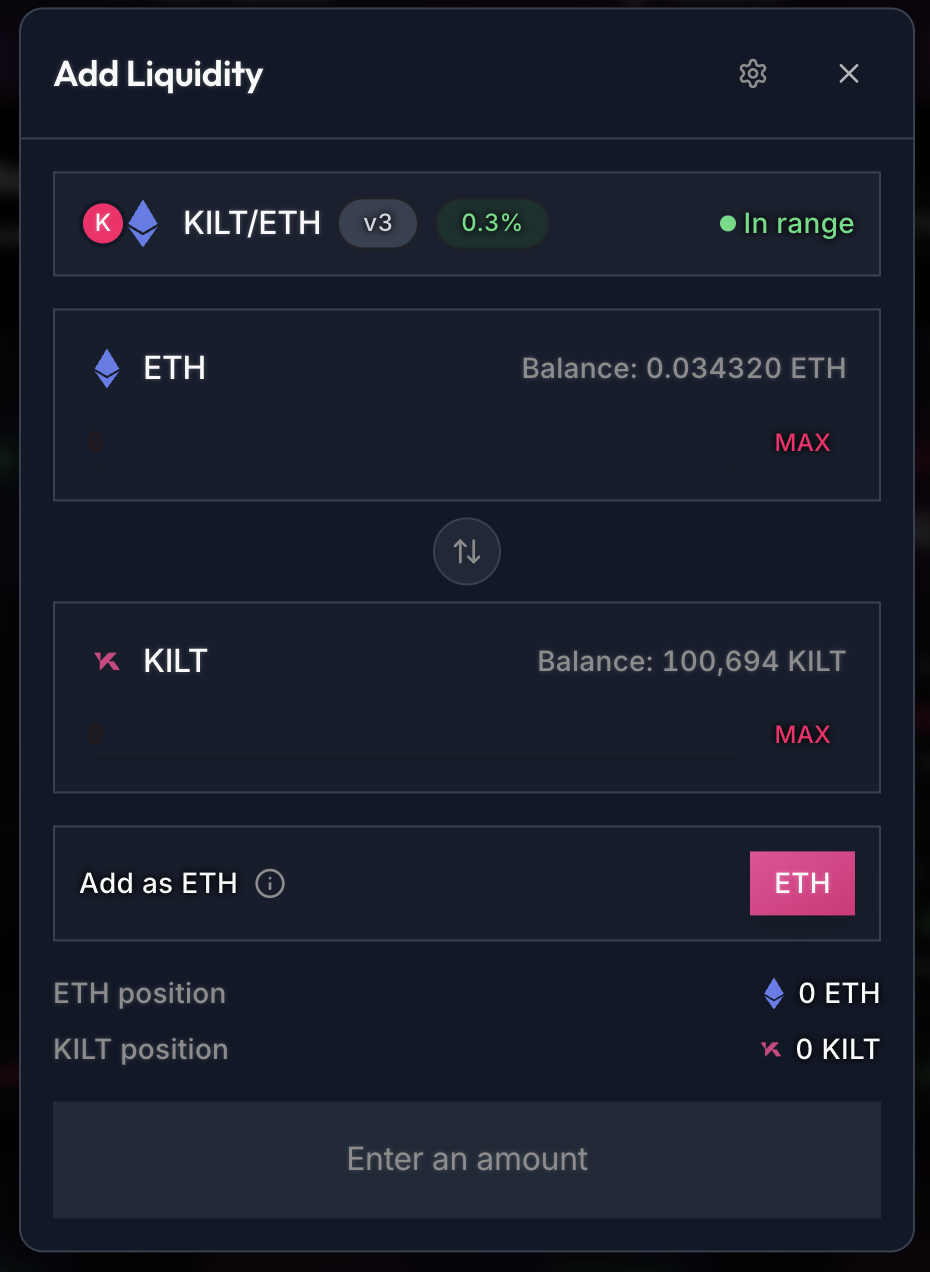 Add Liquidity
K KILT/ETH v3 0.3% In range
ETH Balance: 0.034320 ETH
MAX
KILT Balance: 100,694 KILT
MAX
Add as ETH ETH
ETH position 0 ETH
KILT position 0 KILT
Enter an amount